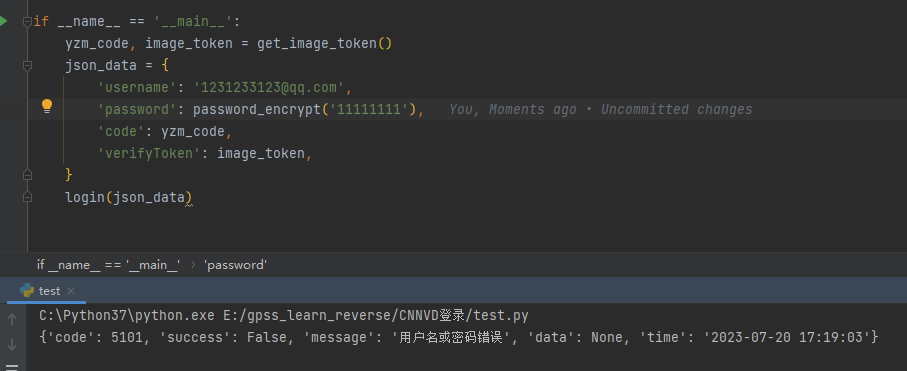 if __name__ == '__main__':
yzm_code, image_token = get_image_token()
json_data = {
'username': '1231233123@qq.com',
'password': password_encrypt('11111111'), You, Moments ago • Uncommitted changes
'code': yzm_code,
'verifyToken': image_token,
}
login(json_data)
if __name__ == '__main__' › 'password'
test ×
C:\Python37\python.exe E:/gpss_learn_reverse/CNNVD登录/test.py
{'code': 5101, 'success': False, 'message': '用户名或密码错误', 'data': None, 'time': '2023-07-20 17:19:03'}